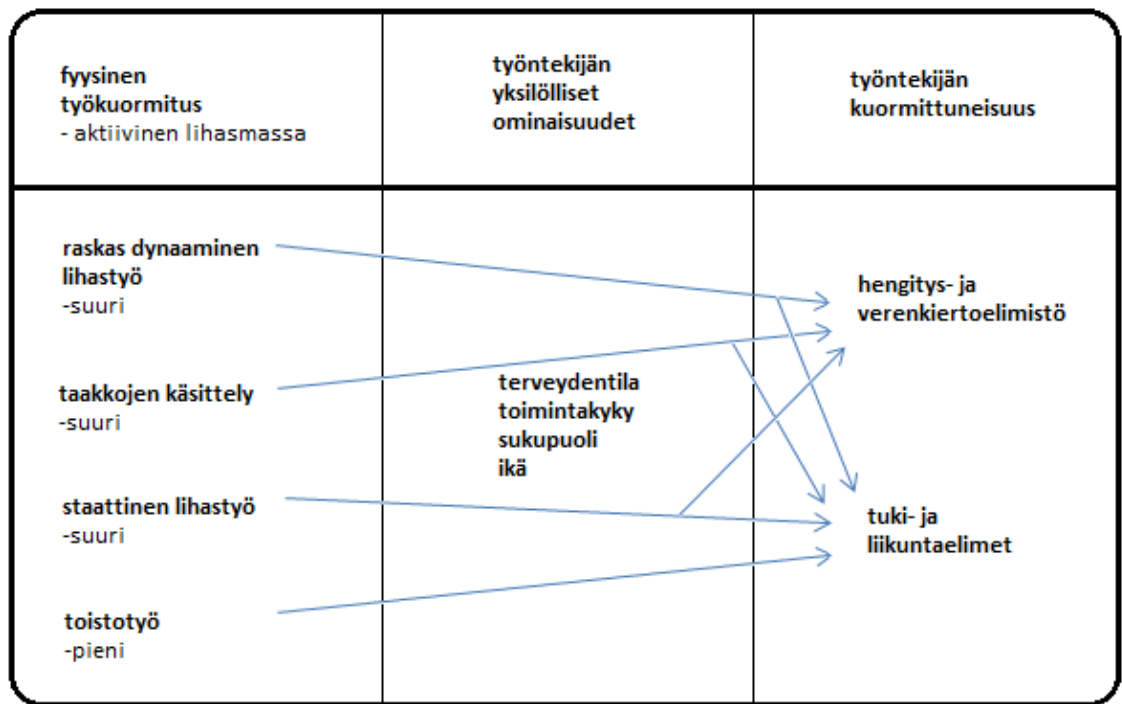 fyysinen
työkuormitus
- aktiivinen lihasmassa
työntekijän
yksilölliset
ominaisuudet
työntekijän
kuormittuneisuus
raskas dynaaminen
lihastyö
-suuri
taakkojen käsittely
-suuri
staattinen lihastyö
-suuri
toistotyö
-pieni
terveydentila
toimintakyky
sukupuoli
ikä
hengitys- ja
verenkiertoelimistö
tuki- ja
liikuntaelimet